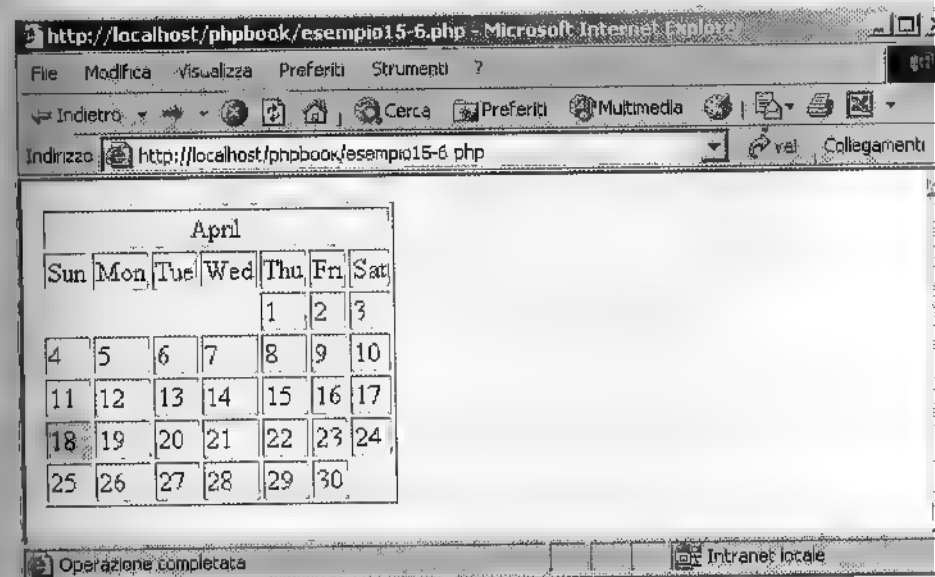 http://localhost/phpbook/esempio15-6.php - Microsoft Internet Explorer
File Modifica Visualizza Preferiti Strumenti ?
Indietro Cerca Preferiti Multimedia
Indirizzo http://localhost/phpbook/esempio15-6.php Vai Collegamenti
April
Sun Mon Tue Wed Thu Fri Sat
1 2 3
4 5 6 7 8 9 10
11 12 13 14 15 16 17
18 19 20 21 22 23 24
25 26 27 28 29 30
Operazione completata Intranet locale